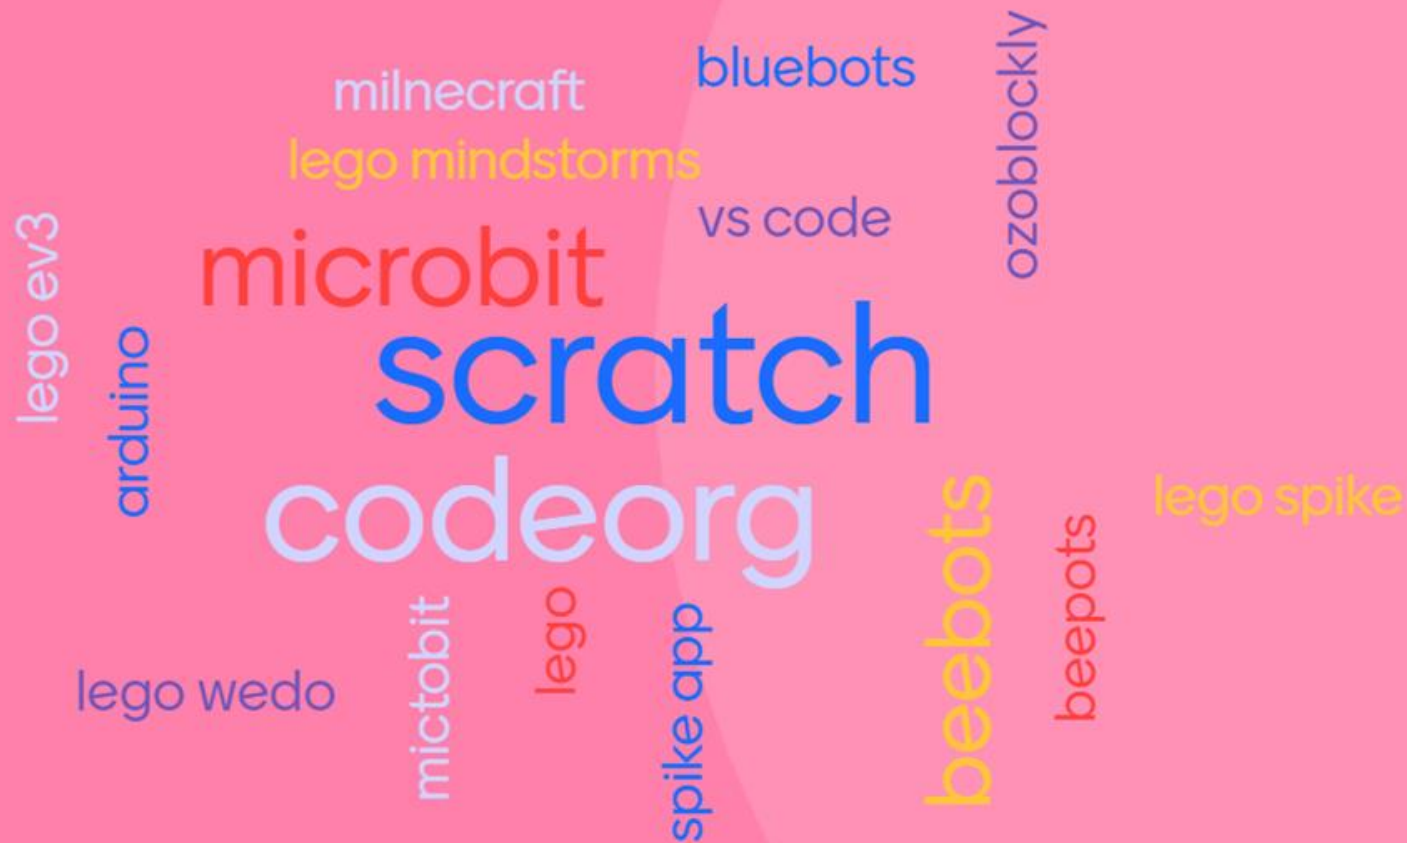 milnecraft
bluebots
ozoblockly
lego mindstorms
vs code
lego ev3
microbit
arduino
scratch
codeorg
beebots
beepots
lego spike
lego wedo
mictobit
lego
spike app